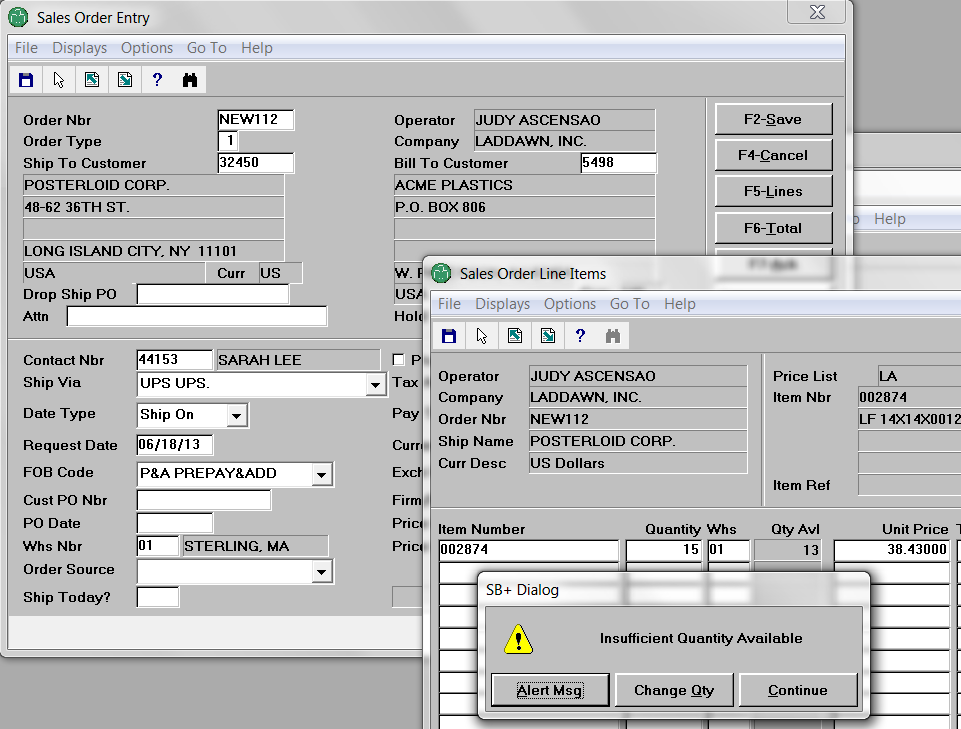 Sales Order Entry
File Displays Options Go To Help
?
Order Nbr NEW112
Order Type 1
Ship To Customer 32450
POSTERLOID CORP.
48-62 36TH ST.
LONG ISLAND CITY, NY 11101
USA Curr US
Drop Ship PO
Attn
Operator JUDY ASCENSAO
Company LADDAWN, INC.
Bill To Customer 5498
ACME PLASTICS
P.O. BOX 806
W.
USA
F2-Save
F4-Cancel
F5-Lines
F6-Total
Help
Contact Nbr 44153 SARAH LEE
Ship Via UPS UPS.
Date Type Ship On
Request Date 06/18/13
FOB Code P&A PREPAY&ADD
Cust PO Nbr
PO Date
Whs Nbr 01 STERLING, MA
Order Source
Ship Today?
P
Tax
Pay
Firm
Price
Price
Sales Order Line Items
File Displays Options Go To Help
?
Operator JUDY ASCENSAO
Company LADDAWN, INC.
Order Nbr NEW112
Ship Name POSTERLOID CORP.
Curr Desc US Dollars
Price List LA
Item Nbr 002874
LF 14X14X0012
Item Ref
Item Number Quantity Whs Qty Avl Unit Price
002874 15 01 13 38.43000
SB+ Dialog
Insufficient Quantity Available
Alert Msg Change Qty Continue